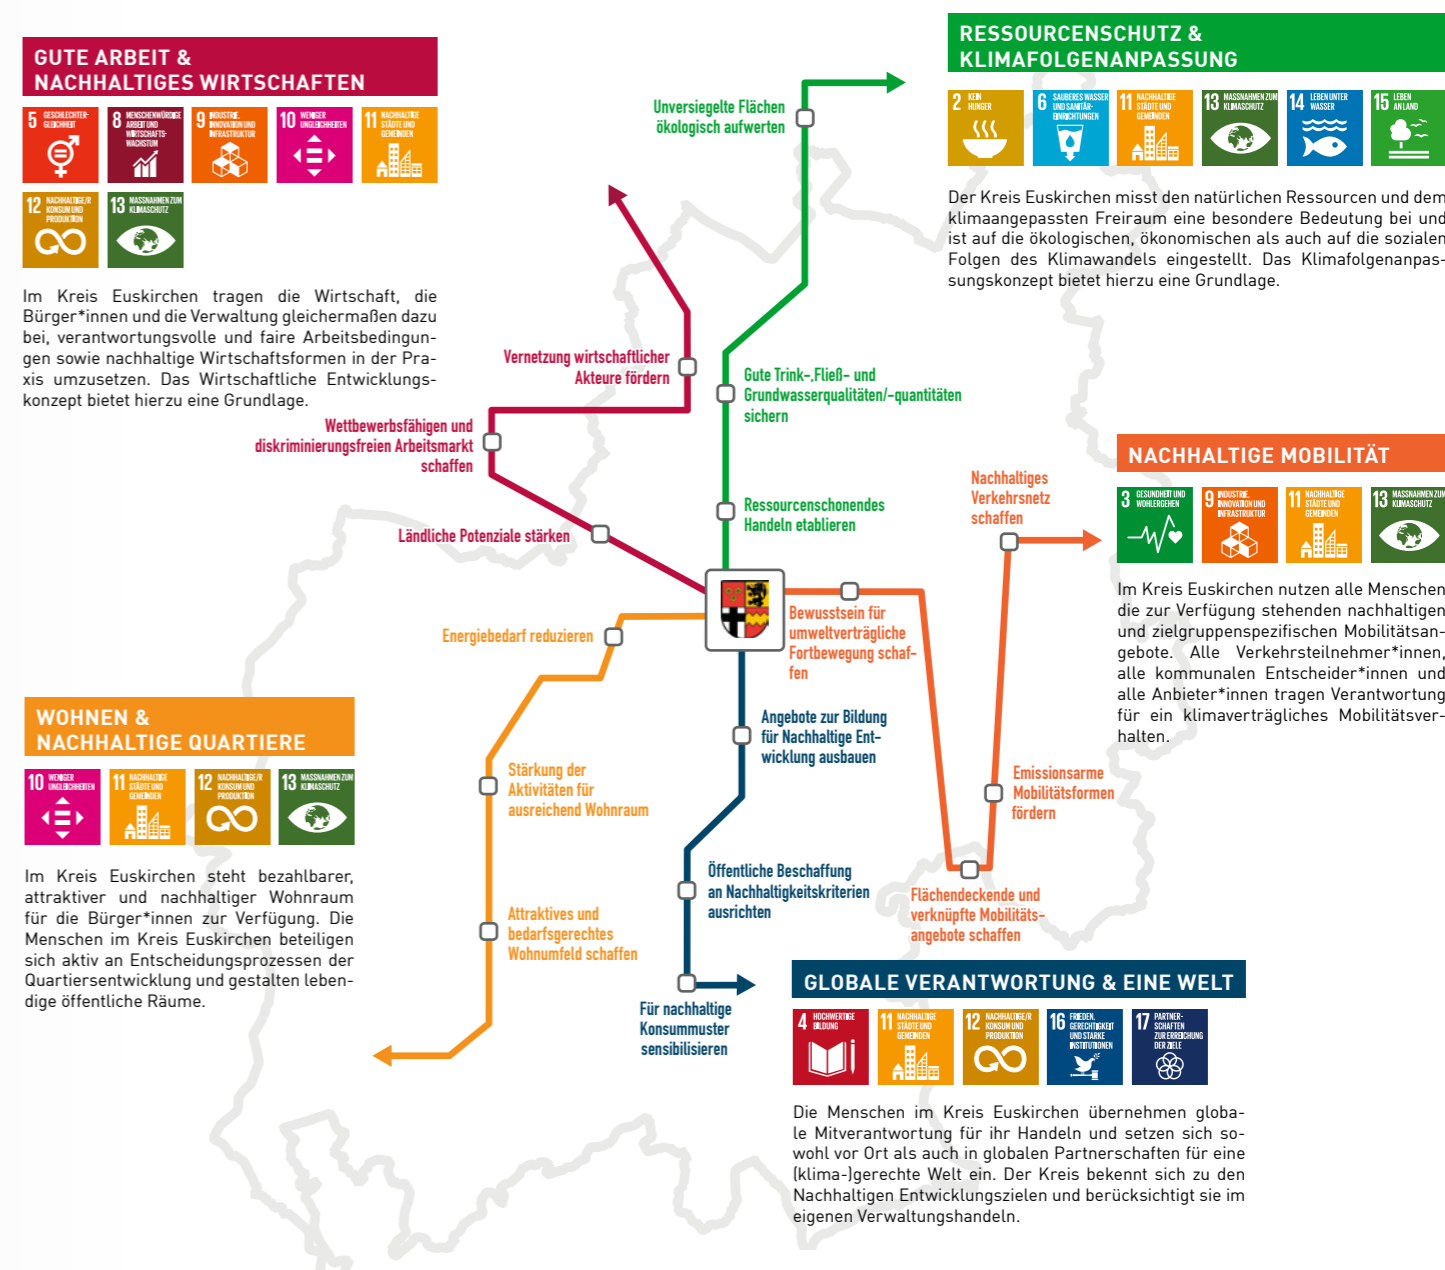 GUTE ARBEIT &
NACHHALTIGES WIRTSCHAFTEN
5 GESCHLECHTER-
GLEICHHEIT
8 MENSCHENWÜRDIGE
ARBEIT UND
WIRTSCHAFTS-
WACHSTUM
9 INDUSTRIE,
INNOVATION UND
INFRASTRUKTUR
10 WENIGER
UNGLEICHHEITEN
11 NACHHALTIGE
STÄDTE UND
GEMEINDEN
12 NACHHALTIGE/R
KONSUM UND
PRODUKTION
13 MASSNAHMEN ZUM
KLIMASCHUTZ
Im Kreis Euskirchen tragen die Wirtschaft, die
Bürger*innen und die Verwaltung gleichermaßen dazu
bei, verantwortungsvolle und faire Arbeitsbedingun-
gen sowie nachhaltige Wirtschaftsformen in der Pra-
xis umzusetzen. Das Wirtschaftliche Entwicklungs-
konzept bietet hierzu eine Grundlage.
RESSOURCENSCHUTZ &
KLIMAFOLGENANPASSUNG
2 KEIN
HUNGER
6 SAUBERES WASSER
UND SANITÄR-
EINRICHTUNGEN
11 NACHHALTIGE
STÄDTE UND
GEMEINDEN
13 MASSNAHMEN ZUM
KLIMASCHUTZ
14 LEBEN UNTER
WASSER
15 LEBEN
AN LAND
Der Kreis Euskirchen misst den natürlichen Ressourcen und dem
klimaangepassten Freiraum eine besondere Bedeutung bei und
ist auf die ökologischen, ökonomischen als auch auf die sozialen
Folgen des Klimawandels eingestellt. Das Klimafolgenanpas-
sungskonzept bietet hierzu eine Grundlage.
Unversiegelte Flächen
ökologisch aufwerten
Vernetzung wirtschaftlicher
Akteure fördern
Gute Trink-,Fließ- und
Grundwasserqualitäten/-quantitäten
sichern
Wettbewerbsfähigen und
diskriminierungsfreien Arbeitsmarkt
schaffen
Ressourcenschonendes
Handeln etablieren
Ländliche Potenziale stärken
Nachhaltiges
Verkehrsnetz
schaffen
NACHHALTIGE MOBILITÄT
3 GESUNDHEIT UND
WOHLERGEHEN
9 INDUSTRIE,
INNOVATION UND
INFRASTRUKTUR
11 NACHHALTIGE
STÄDTE UND
GEMEINDEN
13 MASSNAHMEN ZUM
KLIMASCHUTZ
Im Kreis Euskirchen nutzen alle Menschen
die zur Verfügung stehenden nachhaltigen
und zielgruppenspezifischen Mobilitätsan-
gebote. Alle Verkehrsteilnehmer*innen,
alle kommunalen Entscheider*innen und
alle Anbieter*innen tragen Verantwortung
für ein klimaverträgliches Mobilitätsver-
halten.
Energiebedarf reduzieren
Bewusstsein für
umweltverträgliche
Fortbewegung schaf-
fen
WOHNEN &
NACHHALTIGE QUARTIERE
10 WENIGER
UNGLEICHHEITEN
11 NACHHALTIGE
STÄDTE UND
GEMEINDEN
12 NACHHALTIGE/R
KONSUM UND
PRODUKTION
13 MASSNAHMEN ZUM
KLIMASCHUTZ
Im Kreis Euskirchen steht bezahlbarer,
attraktiver und nachhaltiger Wohnraum
für die Bürger*innen zur Verfügung. Die
Menschen im Kreis Euskirchen beteiligen
sich aktiv an Entscheidungsprozessen der
Quartiersentwicklung und gestalten leben-
dige öffentliche Räume.
Angebote zur Bildung
für Nachhaltige Ent-
wicklung ausbauen
Stärkung der
Aktivitäten für
ausreichend Wohnraum
Emissionsarme
Mobilitätsformen
fördern
Öffentliche Beschaffung
an Nachhaltigkeitskriterien
ausrichten
Flächendeckende und
verknüpfte Mobilitäts-
angebote schaffen
Attraktives und
bedarfsgerechtes
Wohnumfeld schaffen
Für nachhaltige
Konsummuster
sensibilisieren
GLOBALE VERANTWORTUNG & EINE WELT
4 HOCHWERTIGE
BILDUNG
11 NACHHALTIGE
STÄDTE UND
GEMEINDEN
12 NACHHALTIGE/R
KONSUM UND
PRODUKTION
16 FRIEDEN,
GERECHTIGKEIT
UND STARKE
INSTITUTIONEN
17 PARTNER-
SCHAFTEN
ZUR ERREICHUNG
DER ZIELE
Die Menschen im Kreis Euskirchen übernehmen globa-
le Mitverantwortung für ihr Handeln und setzen sich so-
wohl vor Ort als auch in globalen Partnerschaften für eine
(klima-)gerechte Welt ein. Der Kreis bekennt sich zu den
Nachhaltigen Entwicklungszielen und berücksichtigt sie im
eigenen Verwaltungshandeln.